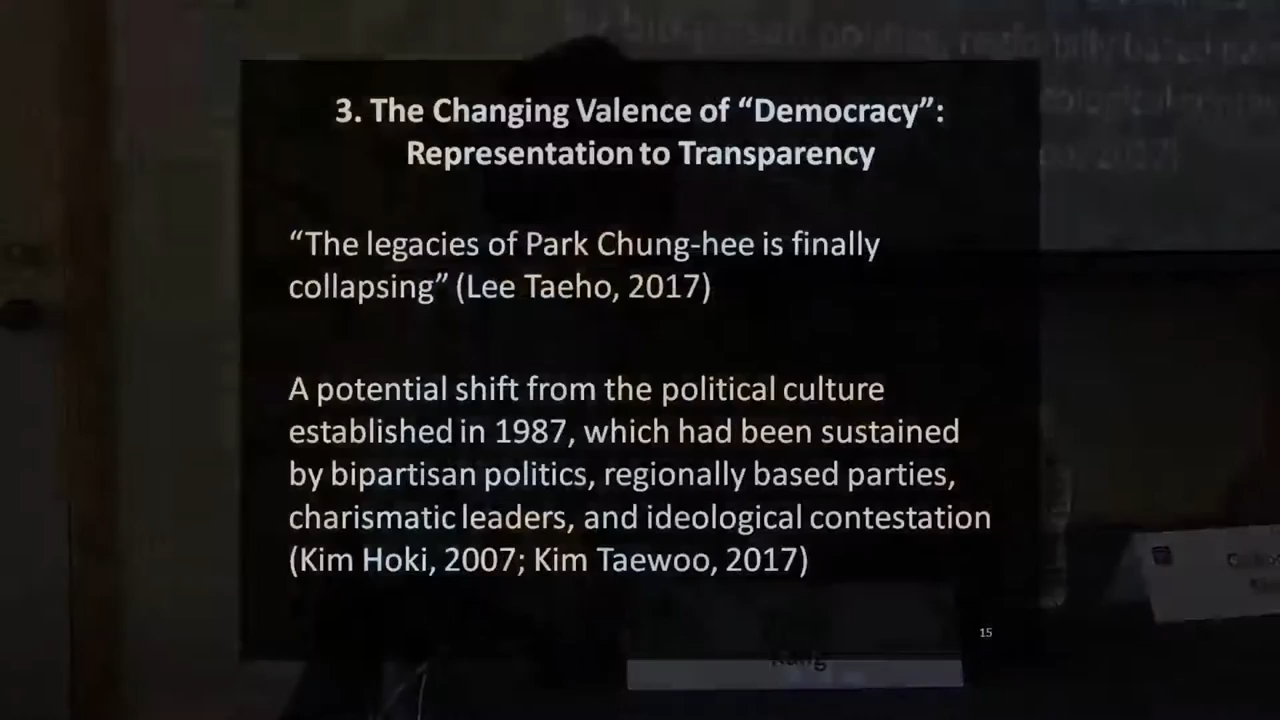 3. The Changing Valence of “Democracy”:
Representation to Transparency
“The legacies of Park Chung-hee is finally
collapsing” (Lee Taeho, 2017)
A potential shift from the political culture
established in 1987, which had been sustained
by bipartisan politics, regionally based parties,
charismatic leaders, and ideological contestation
(Kim Hoki, 2007; Kim Taewoo, 2017)
15